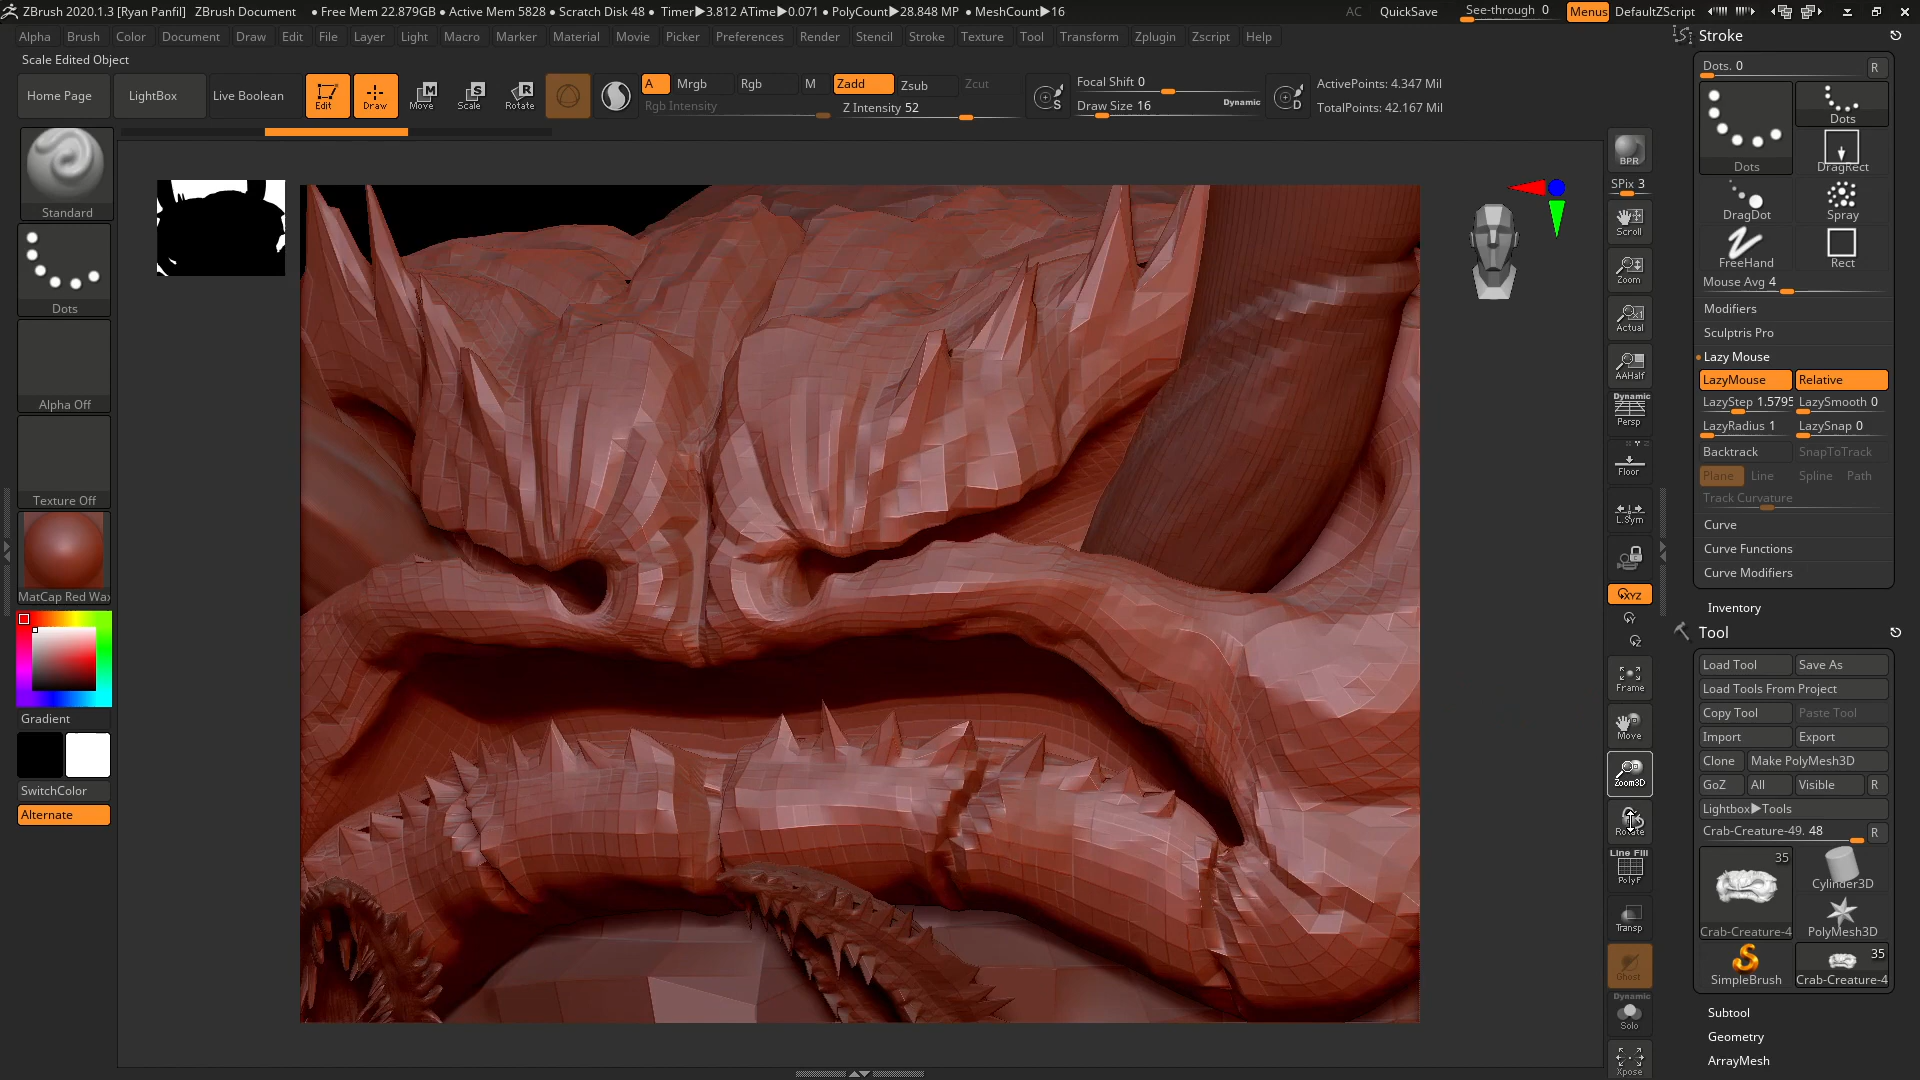 ZBrush 2020.1.3 [Ryan Panfil] ZBrush Document ● Free Mem 22.879GB ● Active Mem 5828 ● Scratch Disk 48 ● Timer▶3.812 ATime▶0.071 ● PolyCount▶28.848 MP ● MeshCount▶16 AC QuickSave See-through 0 Menus DefaultZScript
Alpha Brush Color Document Draw Edit File Layer Light Macro Marker Material Movie Picker Preferences Render Stencil Stroke Texture Tool Transform Zplugin Zscript Help
Scale Edited Object
Home Page LightBox Live Boolean Edit Draw Move Scale Rotate
A Mrgb Rgb M Zadd Zsub Zcut
Rgb Intensity Z Intensity 52
Focal Shift 0
Draw Size 16 Dynamic
ActivePoints: 4.347 Mil
TotalPoints: 42.167 Mil
Standard
Dots
Alpha Off
Texture Off
MatCap Red Wax
Gradient
SwitchColor
Alternate
BPR
SPix 3
Scroll
Zoom
Actual
AAHalf
Dynamic
Persp
Floor
L.Sym
XYZ
Y
Z
Frame
Move
Zoom3D
Rotate
Line Fill
PolyF
Transp
Ghost
Dynamic
Solo
Xpose
Stroke
Dots. 0 R
Dots
Dots
DragRect
DragDot Spray
FreeHand Rect
Mouse Avg 4
Modifiers
Sculptris Pro
Lazy Mouse
LazyMouse Relative
LazyStep 1.5795 LazySmooth 0
LazyRadius 1 LazySnap 0
Backtrack SnapToTrack
Plane Line Spline Path
Track Curvature
Curve
Curve Functions
Curve Modifiers
Inventory
Tool
Load Tool Save As
Load Tools From Project
Copy Tool Paste Tool
Import Export
Clone Make PolyMesh3D
GoZ All Visible R
Lightbox▶Tools
Crab-Creature-49. 48 R
35
Cylinder3D
Crab-Creature-4 PolyMesh3D
35
SimpleBrush Crab-Creature-4
Subtool
Geometry
ArrayMesh